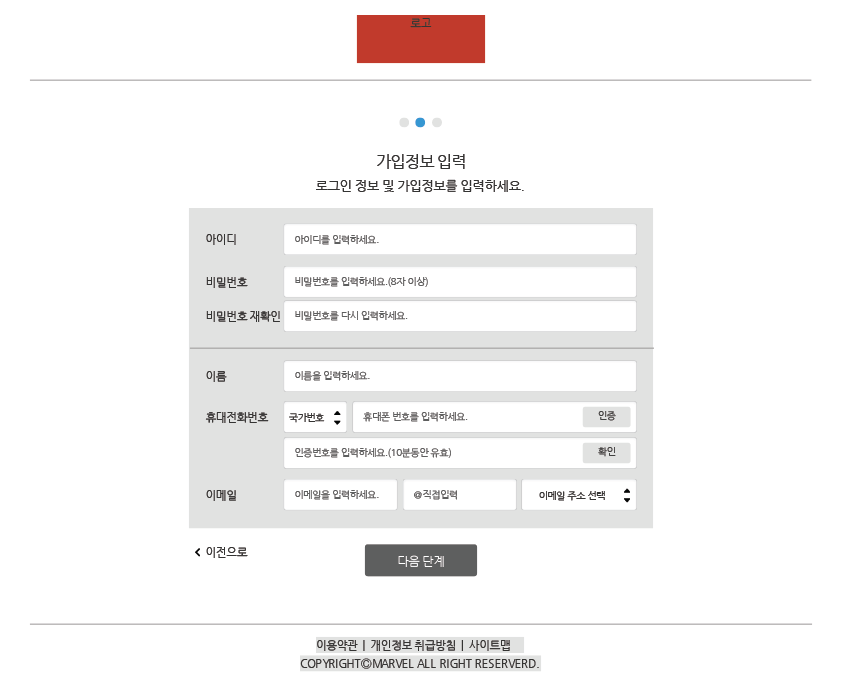 로고
가입정보 입력
로그인 정보 및 가입정보를 입력하세요.
아이디 아이디를 입력하세요.
비밀번호 비밀번호를 입력하세요.(8자 이상)
비밀번호 재확인 비밀번호를 다시 입력하세요.
이름 이름을 입력하세요.
휴대전화번호 국가번호 휴대폰 번호를 입력하세요. 인증
인증번호를 입력하세요.(10분동안 유효) 확인
이메일 이메일을 입력하세요. @직접입력 이메일 주소 선택
이전으로 다음 단계
이용약관 | 개인정보 취급방침 | 사이트맵
COPYRIGHT©MARVEL ALL RIGHT RESERVERD.